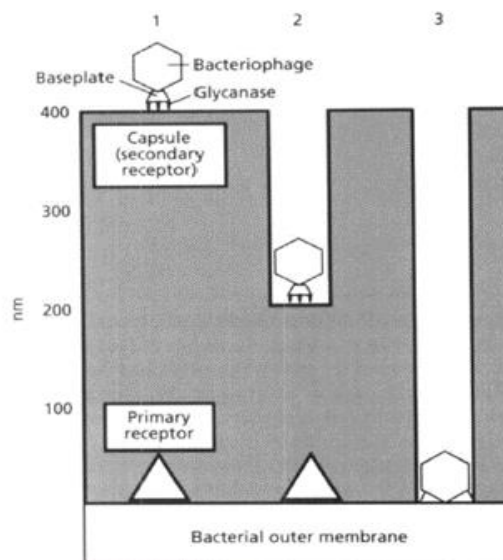 1 2 3
Bacteriophage
Baseplate
Glycanase
400
Capsule
(secondary
receptor)
300
nm
200
100
Primary
receptor
Bacterial outer membrane